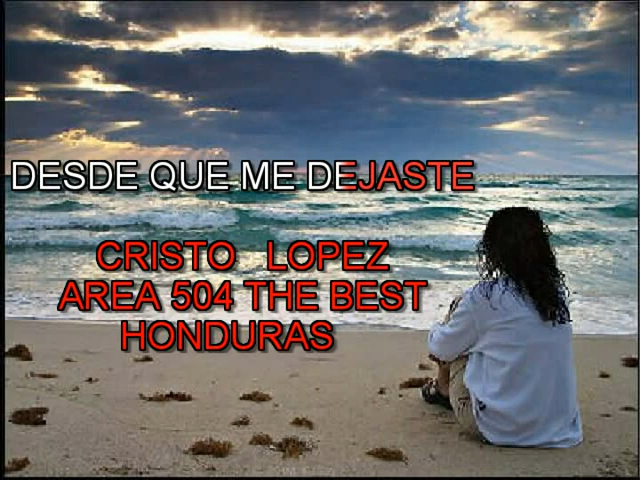 DESDE QUE ME DEJASTE
CRISTO LOPEZ
AREA 504 THE BEST
HONDURAS